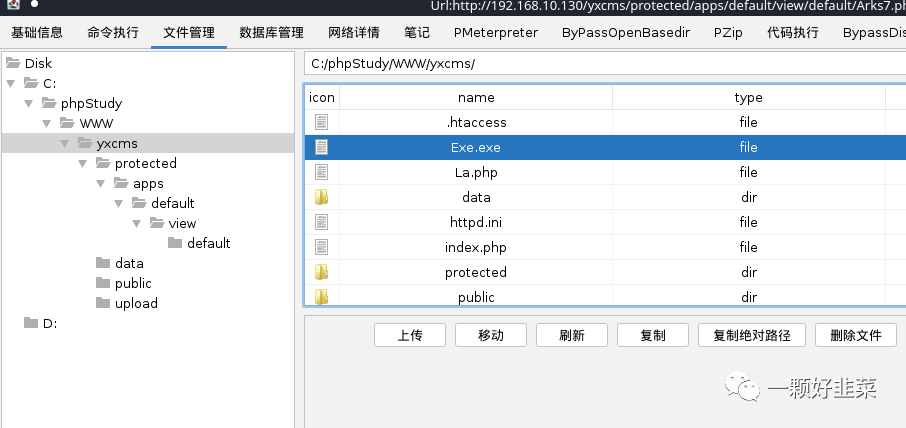 Url:http://192.168.10.130/yxcms/protected/apps/default/view/default/Arks7.ph
基础信息 命令执行 文件管理 数据库管理 网络详情 笔记 PMeterpreter ByPassOpenBasedir PZip 代码执行 BypassDis
Disk
C:
phpStudy
WWW
yxcms
protected
apps
default
view
default
data
public
upload
D:
C:/phpStudy/WWW/yxcms/
icon name type
.htaccess file
Exe.exe file
La.php file
data dir
httpd.ini file
index.php file
protected dir
public dir
上传 移动 刷新 复制 复制绝对路径 删除文件
一颗好韭菜